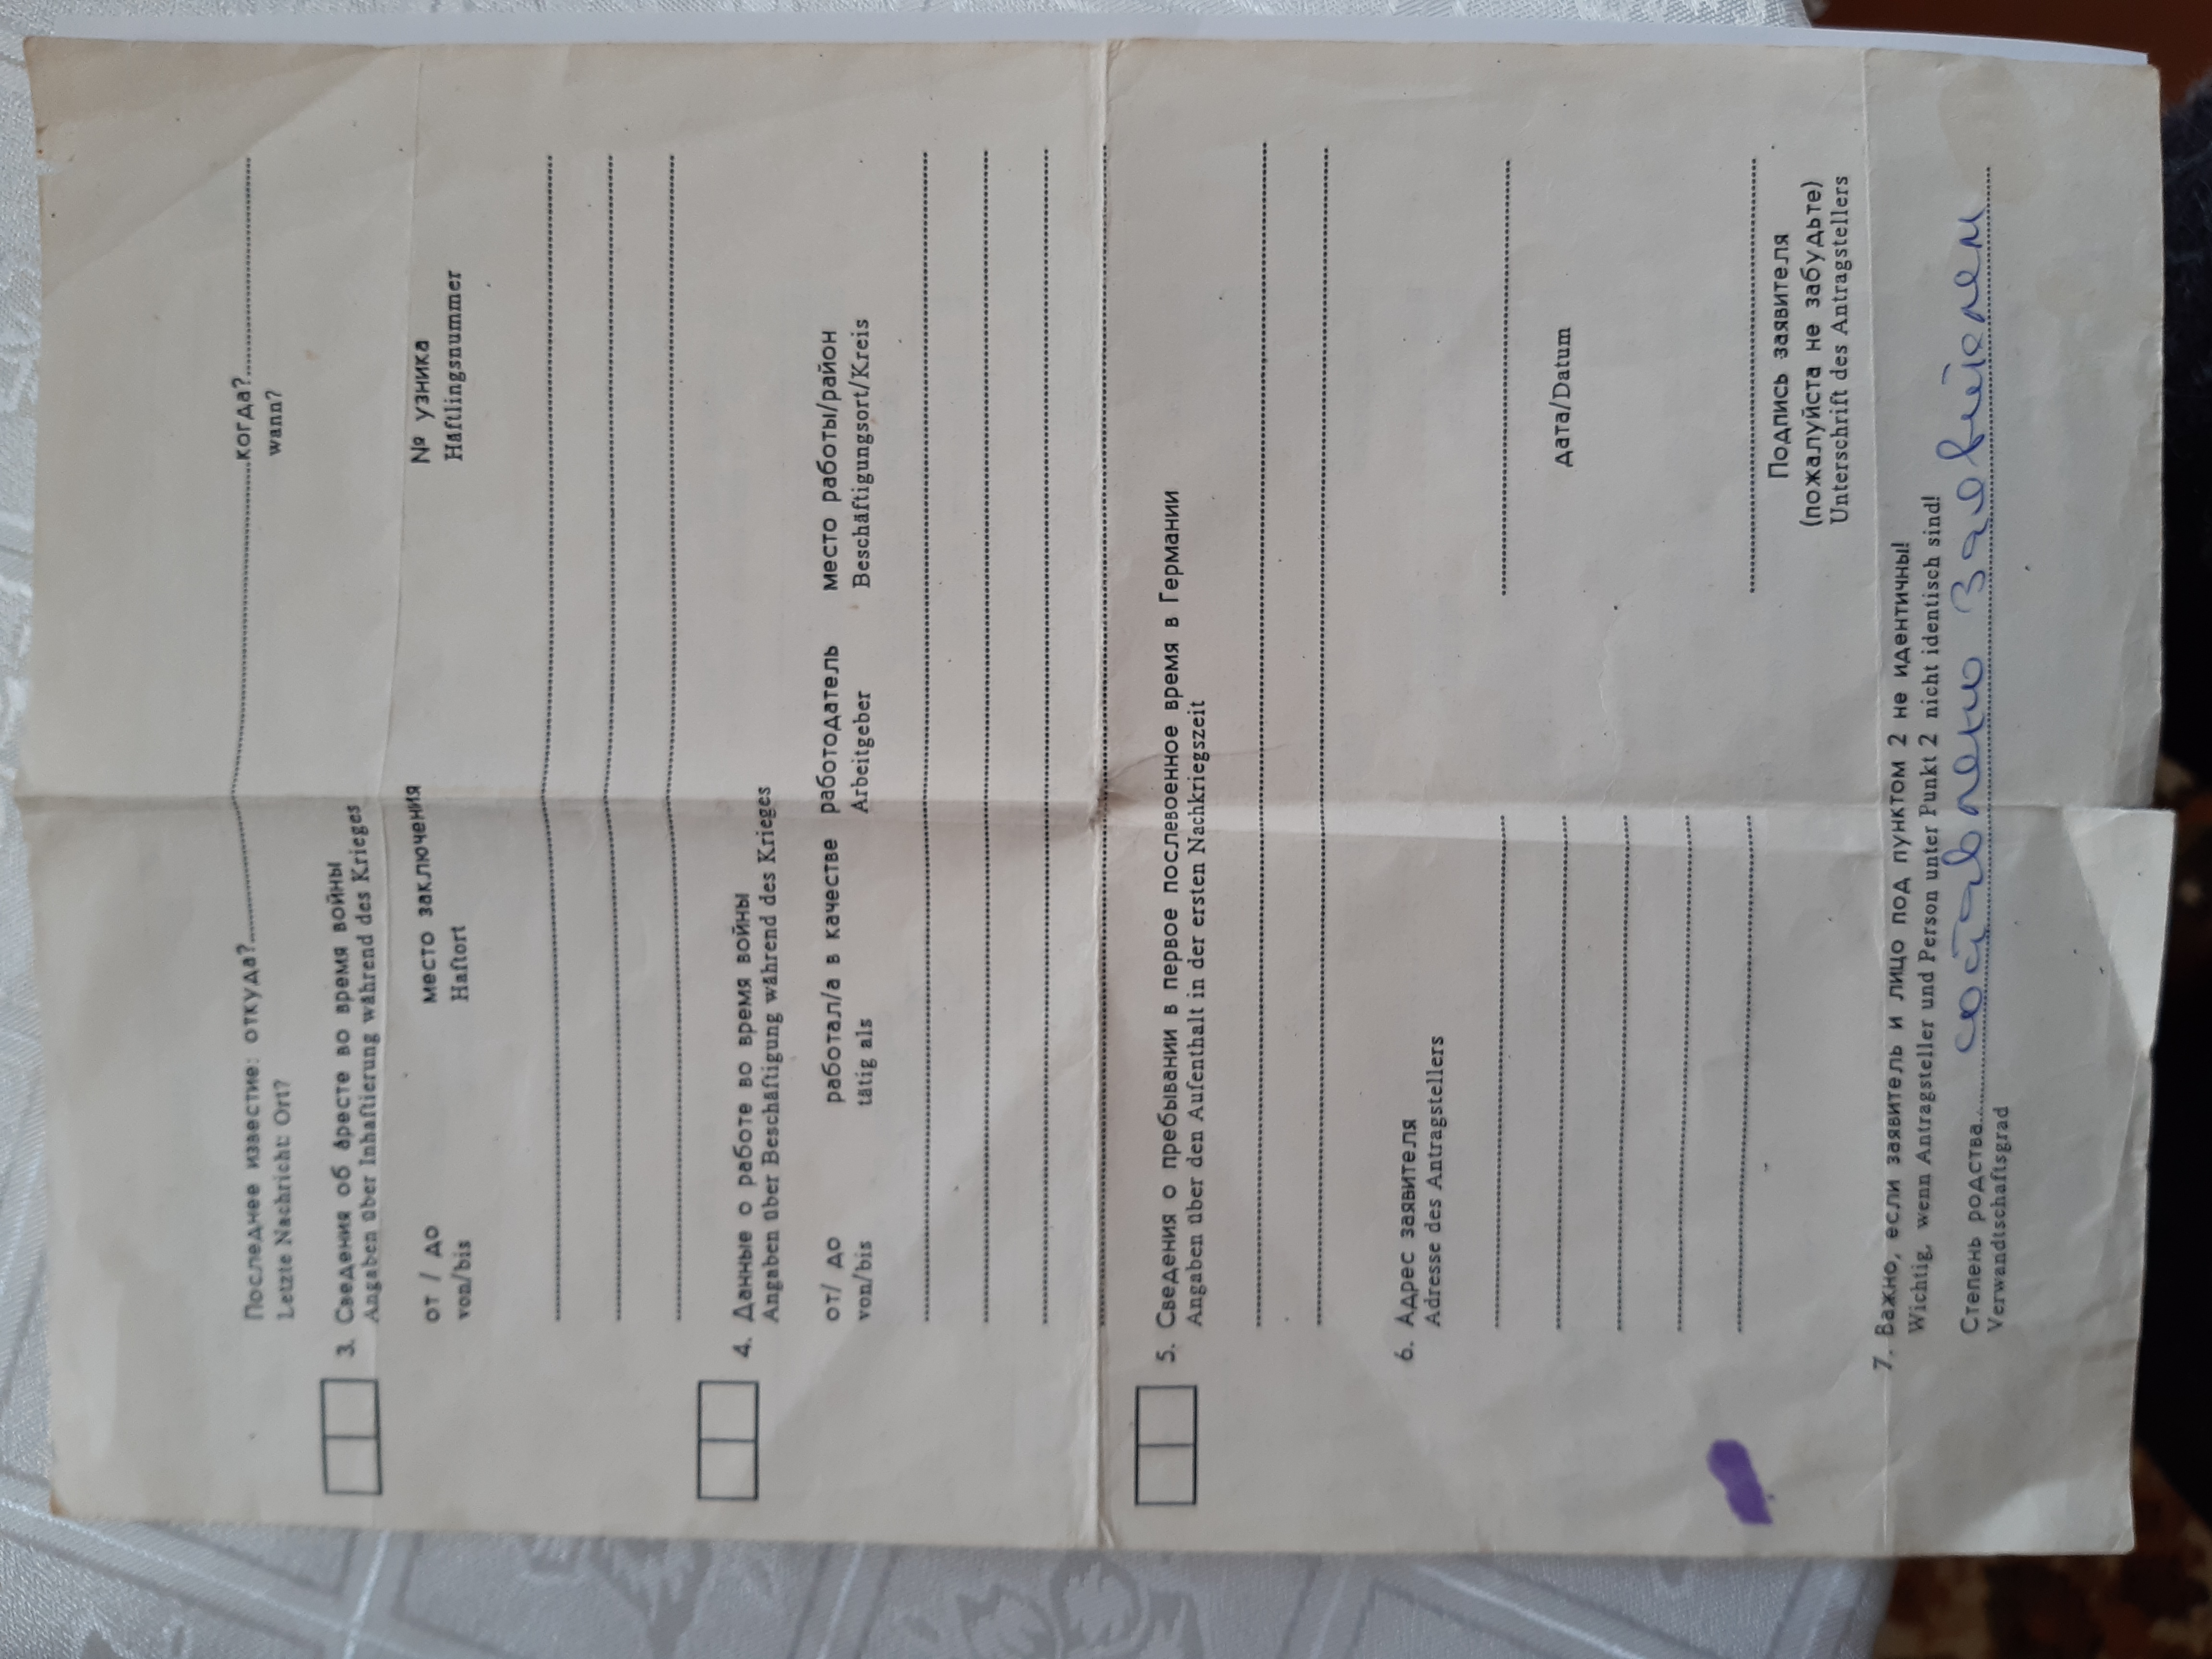 Последнее известие: откуда? когда?
Letzte Nachricht: Ort? wann?
3. Сведения об аресте во время войны
Angaben über Inhaftierung während des Krieges
от / до место заключения № узника
von/bis Haftort Häftlingsnummer
4. Данные о работе во время войны
Angaben über Beschäftigung während des Krieges
от/ до работал/а в качестве работодатель место работы/район
von/bis tätig als Arbeitgeber Beschäftigungsort/Kreis
5. Сведения о пребывании в первое послевоенное время в Германии
Angaben über den Aufenthalt in der ersten Nachkriegszeit
6. Адрес заявителя
Adresse des Antragstellers
Дата/Datum
Подпись заявителя
(пожалуйста не забудьте)
Unterschrift des Antragstellers
7. Важно, если заявитель и лицо под пунктом 2 не идентичны!
Wichtig, wenn Antragsteller und Person unter Punkt 2 nicht identisch sind!
Степень родства составлено заявителем
Verwandtschaftsgrad